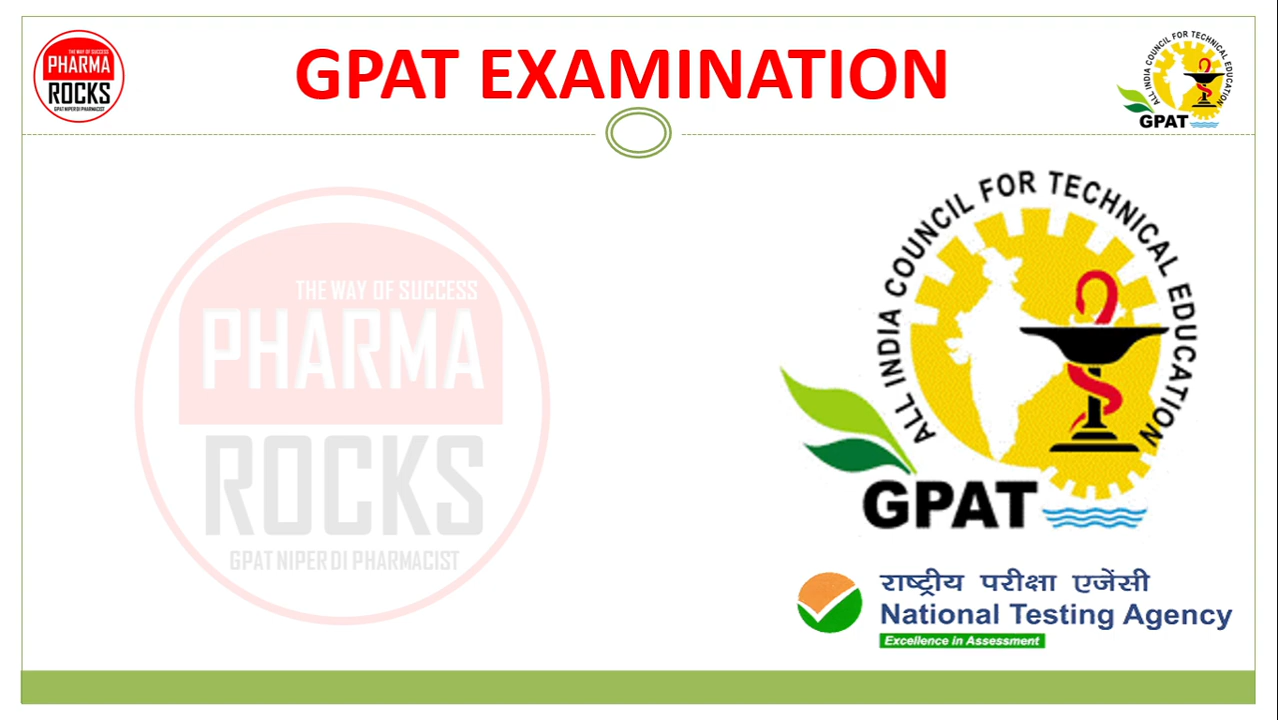 THE WAY OF SUCCESS
PHARMA
ROCKS
GPAT NIPER DI PHARMACIST
GPAT EXAMINATION
ALL INDIA COUNCIL FOR TECHNICAL EDUCATION
GPAT
THE WAY OF SUCCESS
PHARMA
ROCKS
GPAT NIPER DI PHARMACIST
ALL INDIA COUNCIL FOR TECHNICAL EDUCATION
GPAT
राष्ट्रीय परीक्षा एजेंसी
National Testing Agency
Excellence in Assessment